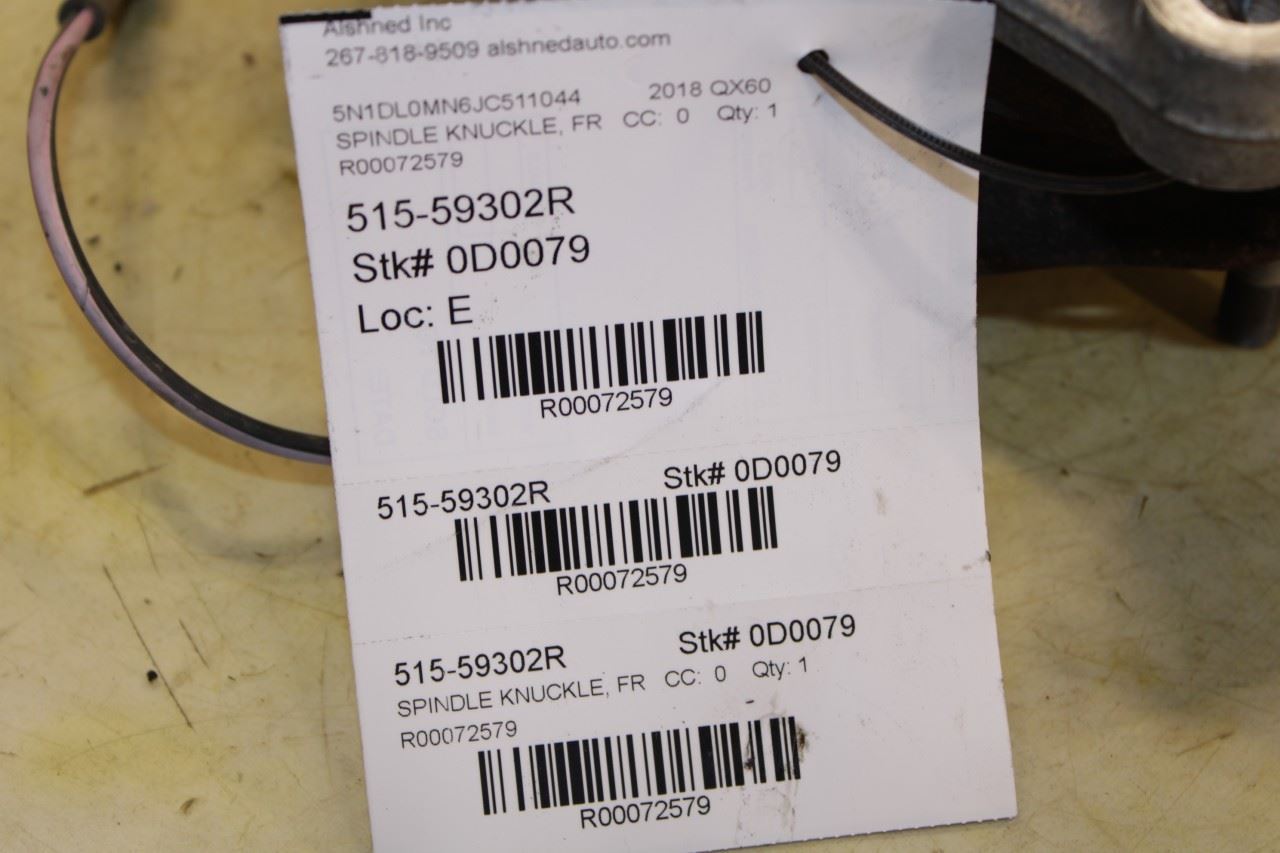 Alshned Inc
267-818-9509 alshnedauto.com
5N1DL0MN6JC511044 2018 QX60
SPINDLE KNUCKLE, FR CC: 0 Qty: 1
R00072579
515-59302R
Stk# 0D0079
Loc: E
R00072579
515-59302R Stk# 0D0079
R00072579
515-59302R Stk# 0D0079
SPINDLE KNUCKLE, FR CC: 0 Qty: 1
R00072579
R00072579